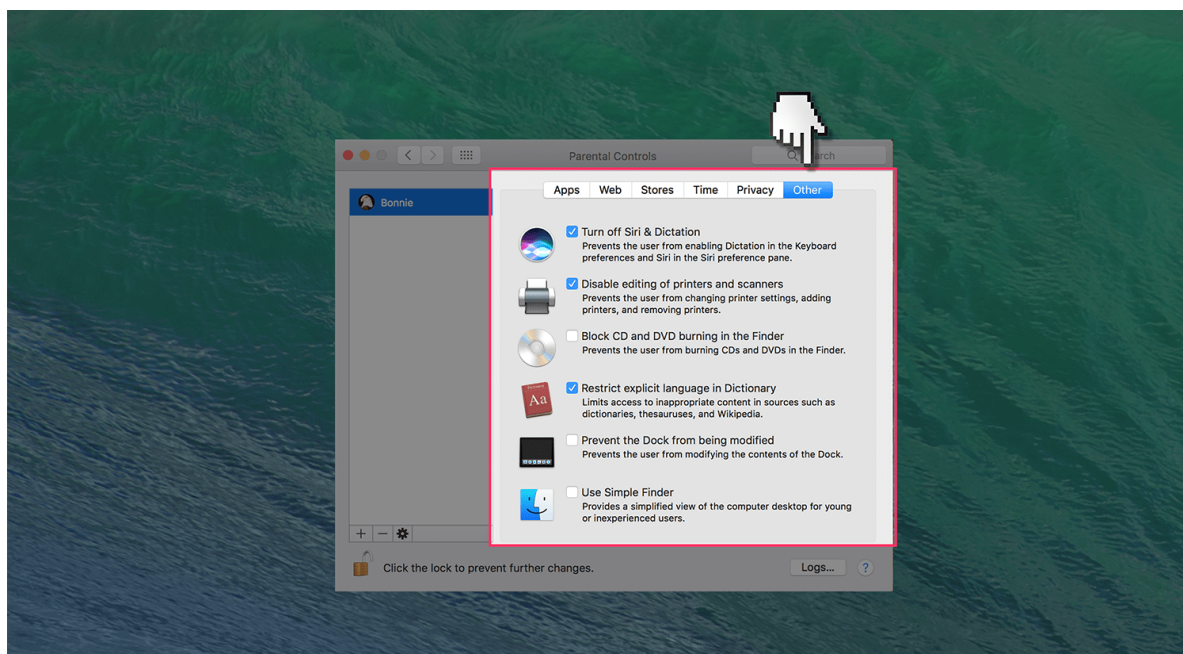 Parental Controls
Bonnie
Apps Web Stores Time Privacy Other
Turn off Siri & Dictation
Prevents the user from enabling Dictation in the Keyboard
preferences and Siri in the Siri preference pane.
Disable editing of printers and scanners
Prevents the user from changing printer settings, adding
printers, and removing printers.
Block CD and DVD burning in the Finder
Prevents the user from burning CDs and DVDs in the Finder.
Aa
Restrict explicit language in Dictionary
Limits access to inappropriate content in sources such as
dictionaries, thesauruses, and Wikipedia.
Prevent the Dock from being modified
Prevents the user from modifying the contents of the Dock.
Use Simple Finder
Provides a simplified view of the computer desktop for young
or inexperienced users.
Click the lock to prevent further changes.
Logs... ?